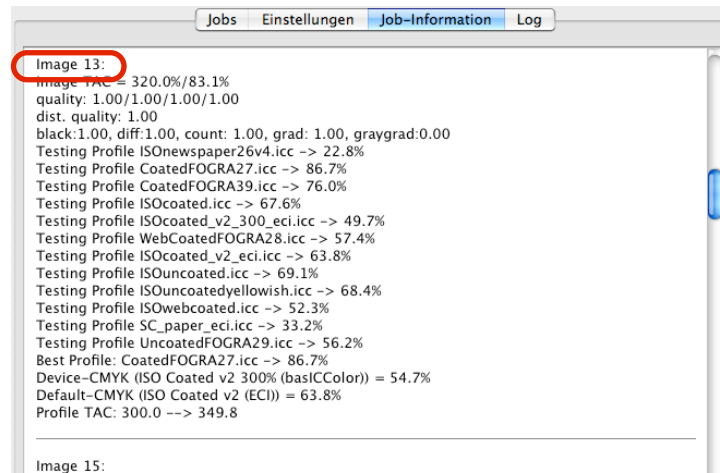 Jobs Einstellungen Job-Information Log
Image 13:
Image TAC = 320.0%/83.1%
quality: 1.00/1.00/1.00/1.00
dist. quality: 1.00
black:1.00, diff:1.00, count: 1.00, grad: 1.00, graygrad:0.00
Testing Profile ISOnewspaper26v4.icc -> 22.8%
Testing Profile CoatedFOGRA27.icc -> 86.7%
Testing Profile CoatedFOGRA39.icc -> 76.0%
Testing Profile ISOcoated.icc -> 67.6%
Testing Profile ISOcoated_v2_300_eci.icc -> 49.7%
Testing Profile WebCoatedFOGRA28.icc -> 57.4%
Testing Profile ISOcoated_v2_eci.icc -> 63.8%
Testing Profile ISOuncoated.icc -> 69.1%
Testing Profile ISOuncoatedyellowish.icc -> 68.4%
Testing Profile ISOwebcoated.icc -> 52.3%
Testing Profile SC_paper_eci.icc -> 33.2%
Testing Profile UncoatedFOGRA29.icc -> 56.2%
Best Profile: CoatedFOGRA27.icc -> 86.7%
Device-CMYK (ISO Coated v2 300% (basICColor)) = 54.7%
Default-CMYK (ISO Coated v2 (ECI)) = 63.8%
Profile TAC: 300.0 --> 349.8
Image 15: